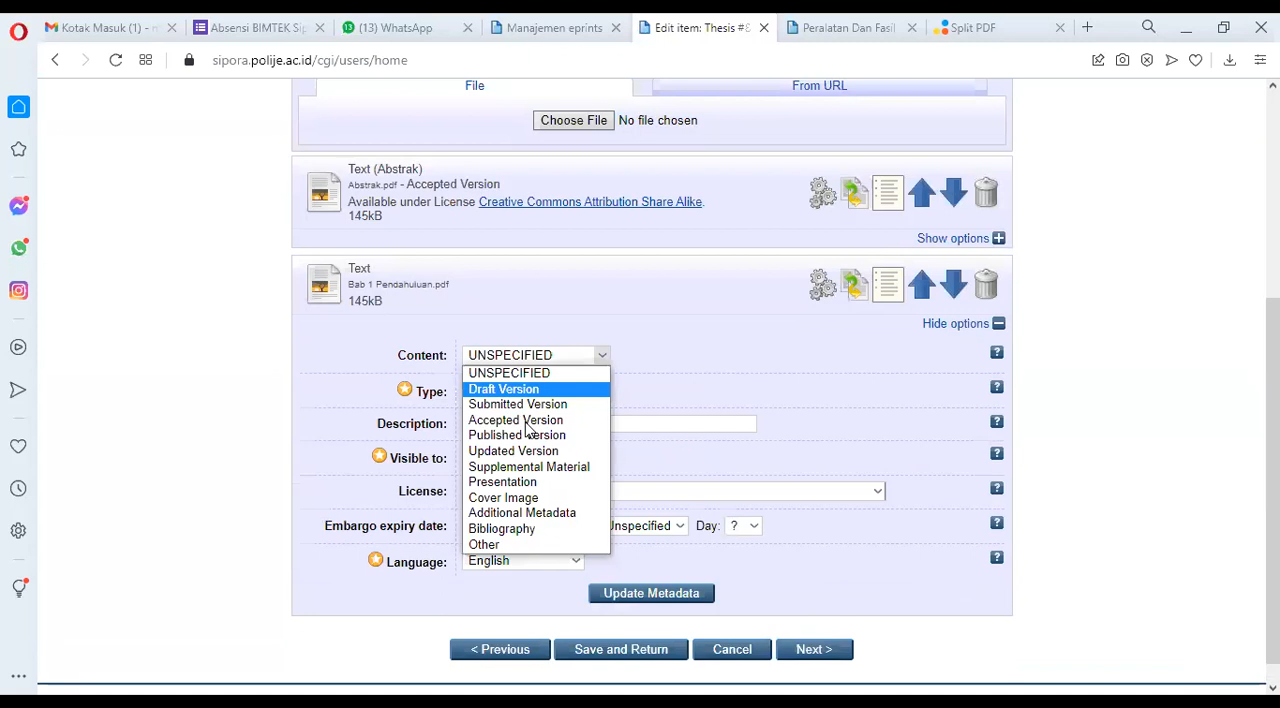 Kotak Masuk (1) - n
Absensi BIMTEK Si
(13) WhatsApp
Manajemen eprints
Edit item: Thesis #8
Peralatan Dan Fasil
Split PDF
sipora.polije.ac.id/cgi/users/home
File
From URL
Choose File No file chosen
Text (Abstrak)
Abstrak.pdf - Accepted Version
Available under License Creative Commons Attribution Share Alike.
145kB
Show options
Text
Bab 1 Pendahuluan.pdf
145kB
Hide options
Content: UNSPECIFIED
UNSPECIFIED
Draft Version
Type:
Submitted Version
Accepted Version
Description:
Published Version
Updated Version
Visible to:
Supplemental Material
Presentation
License:
Cover Image
Additional Metadata
Embargo expiry date: Unspecified Day: ?
Bibliography
Other
Language: English
Update Metadata
< Previous Save and Return Cancel Next >